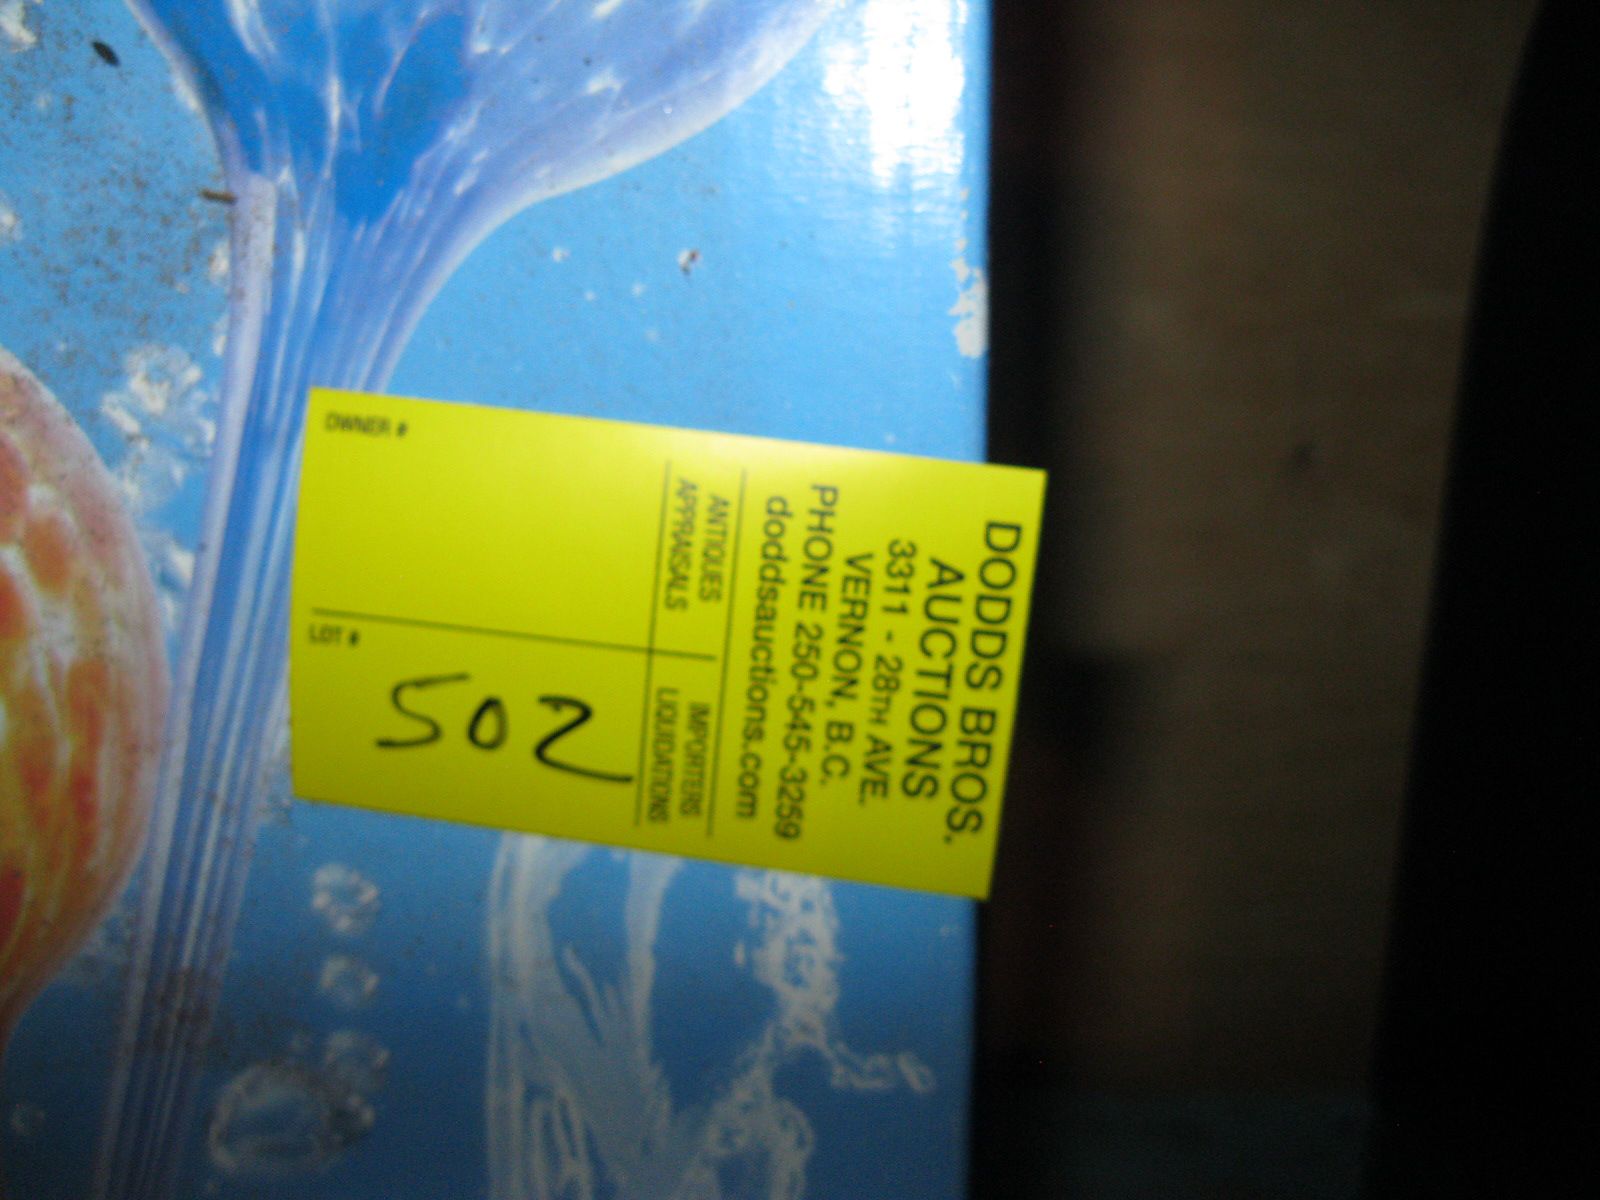 DODDS BROS.
AUCTIONS
3311 - 28TH AVE.
VERNON, B.C.
PHONE 250-545-3259
doddsauctions.com
ANTIQUES
APPRAISALS
IMPORTERS
LIQUIDATIONS
OWNER #
LOT #
502